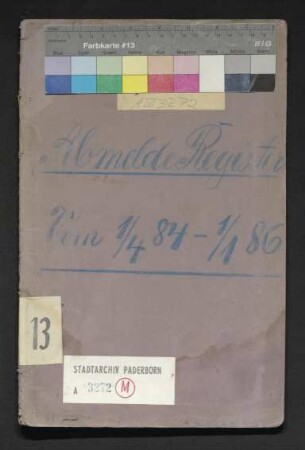 Farbkarte #13
B.I.G.
Abmelde Register
Vom 1/4 84 – 1/1 86
13
STADTARCHIV PADERBORN
A 3272 M